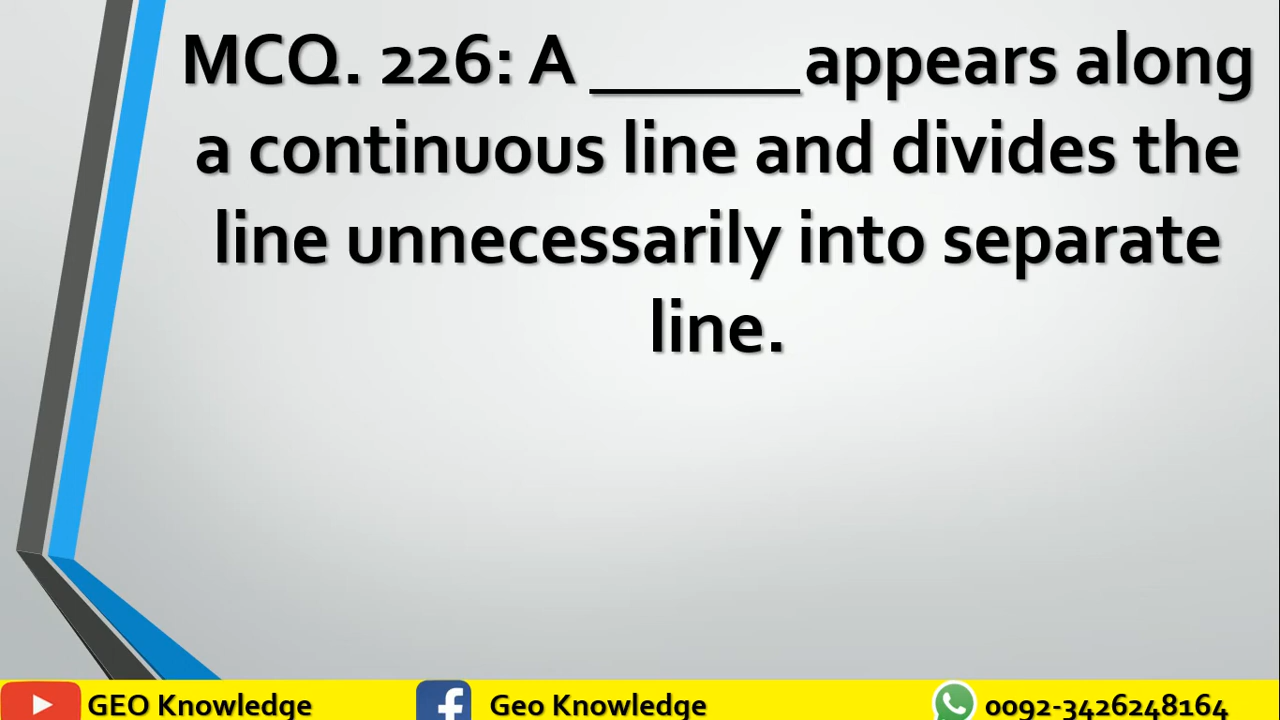 MCQ. 226: A ______appears along
a continuous line and divides the
line unnecessarily into separate
line.
GEO Knowledge
Geo Knowledge
0092-3426248164